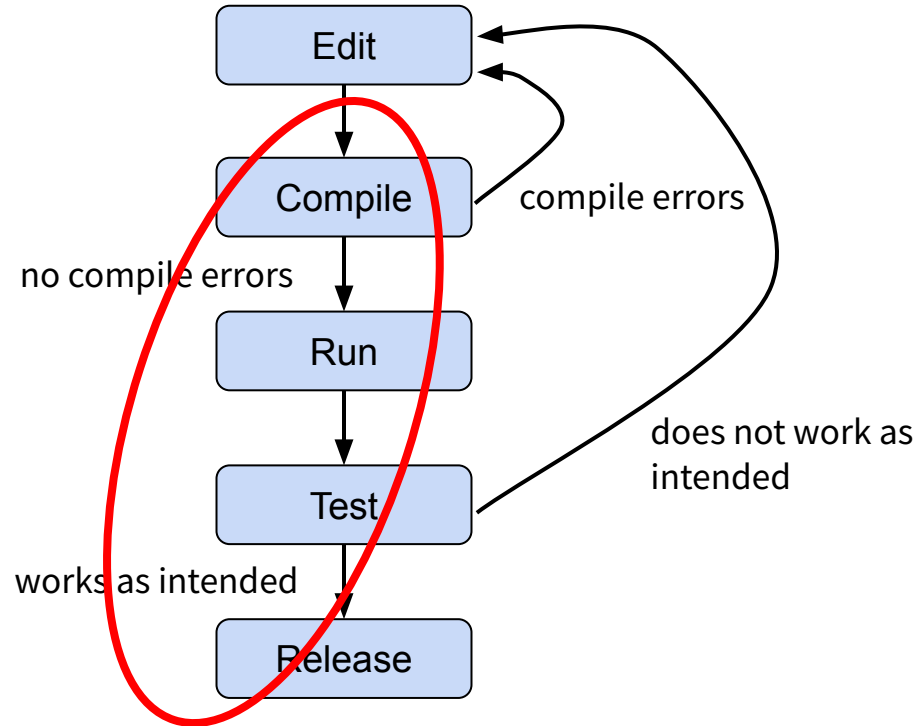 Edit
Compile
compile errors
no compile errors
Run
does not work as
intended
Test
works as intended
Release